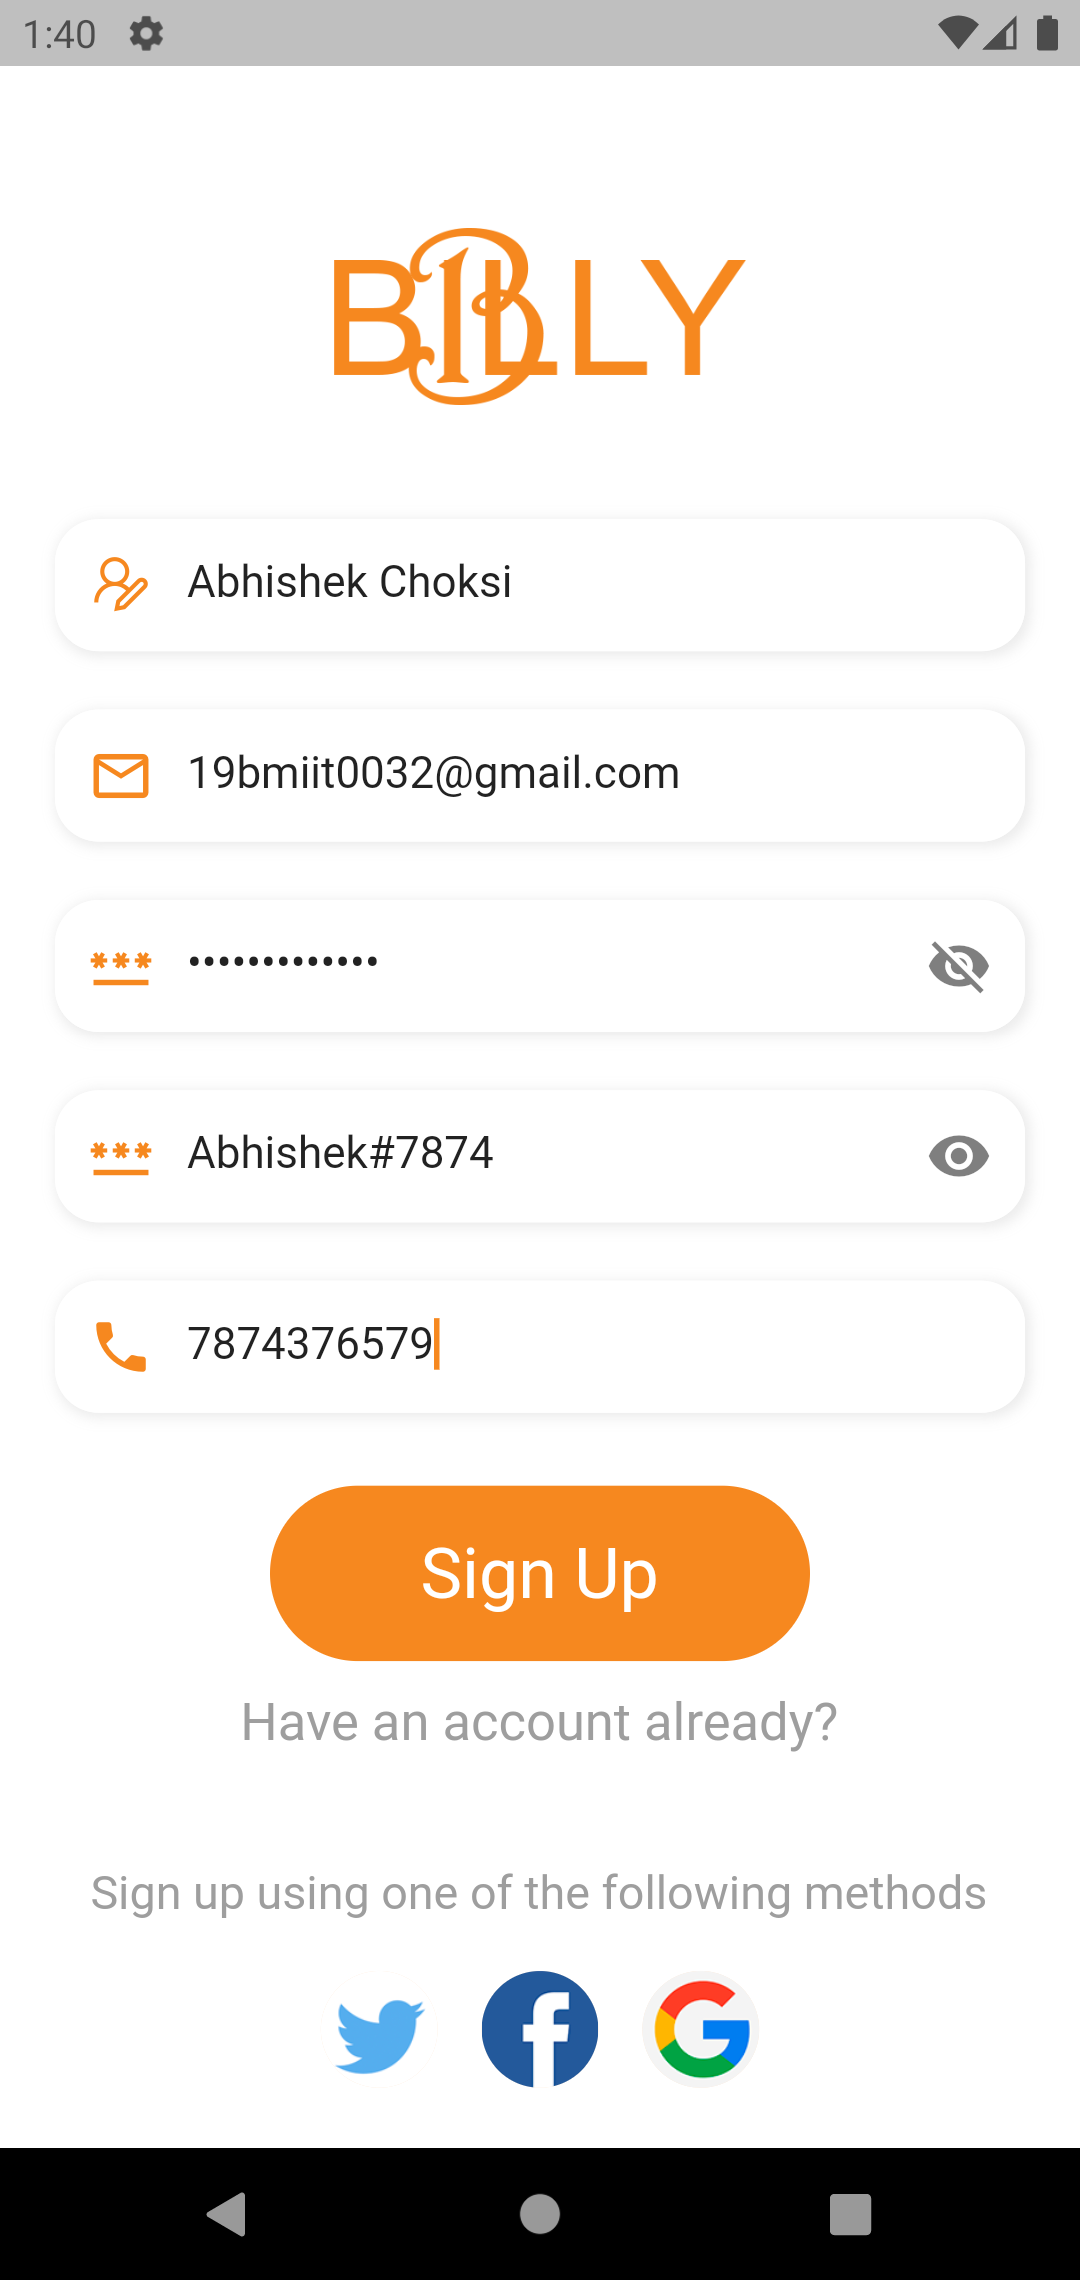 1:40
BILLY
Abhishek Choksi
19bmiit0032@gmail.com
•••••••••••••
Abhishek#7874
7874376579
Sign Up
Have an account already?
Sign up using one of the following methods